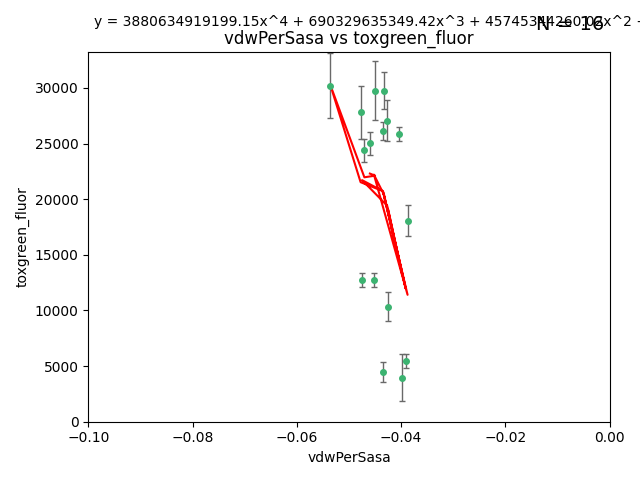 y = 3880634919199.15x^4 + 690329635349.42x^3 +
N = 16
vdwPerSasa vs toxgreen_fluor
30000
25000
20000
15000
10000
5000
0
toxgreen_fluor
−0.10
−0.08
−0.06
−0.04
−0.02
0.00
vdwPerSasa